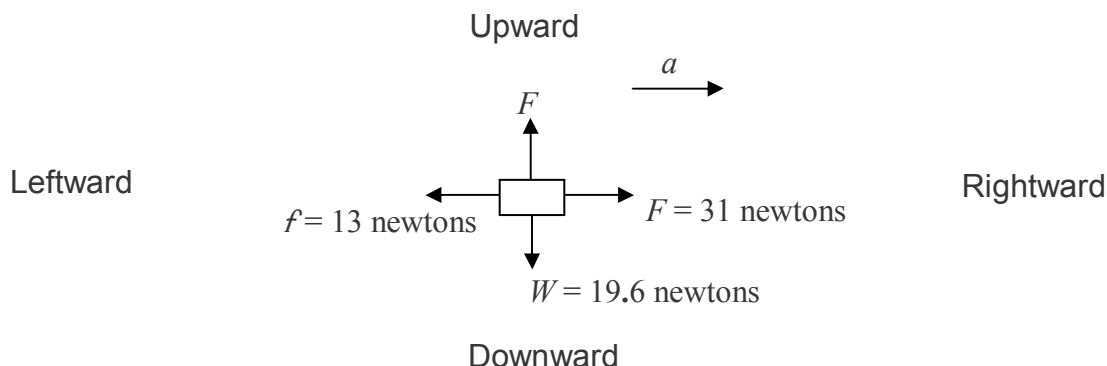 Upward
a
F
Leftward
Rightward
f = 13 newtons
F = 31 newtons
W = 19.6 newtons
Downward